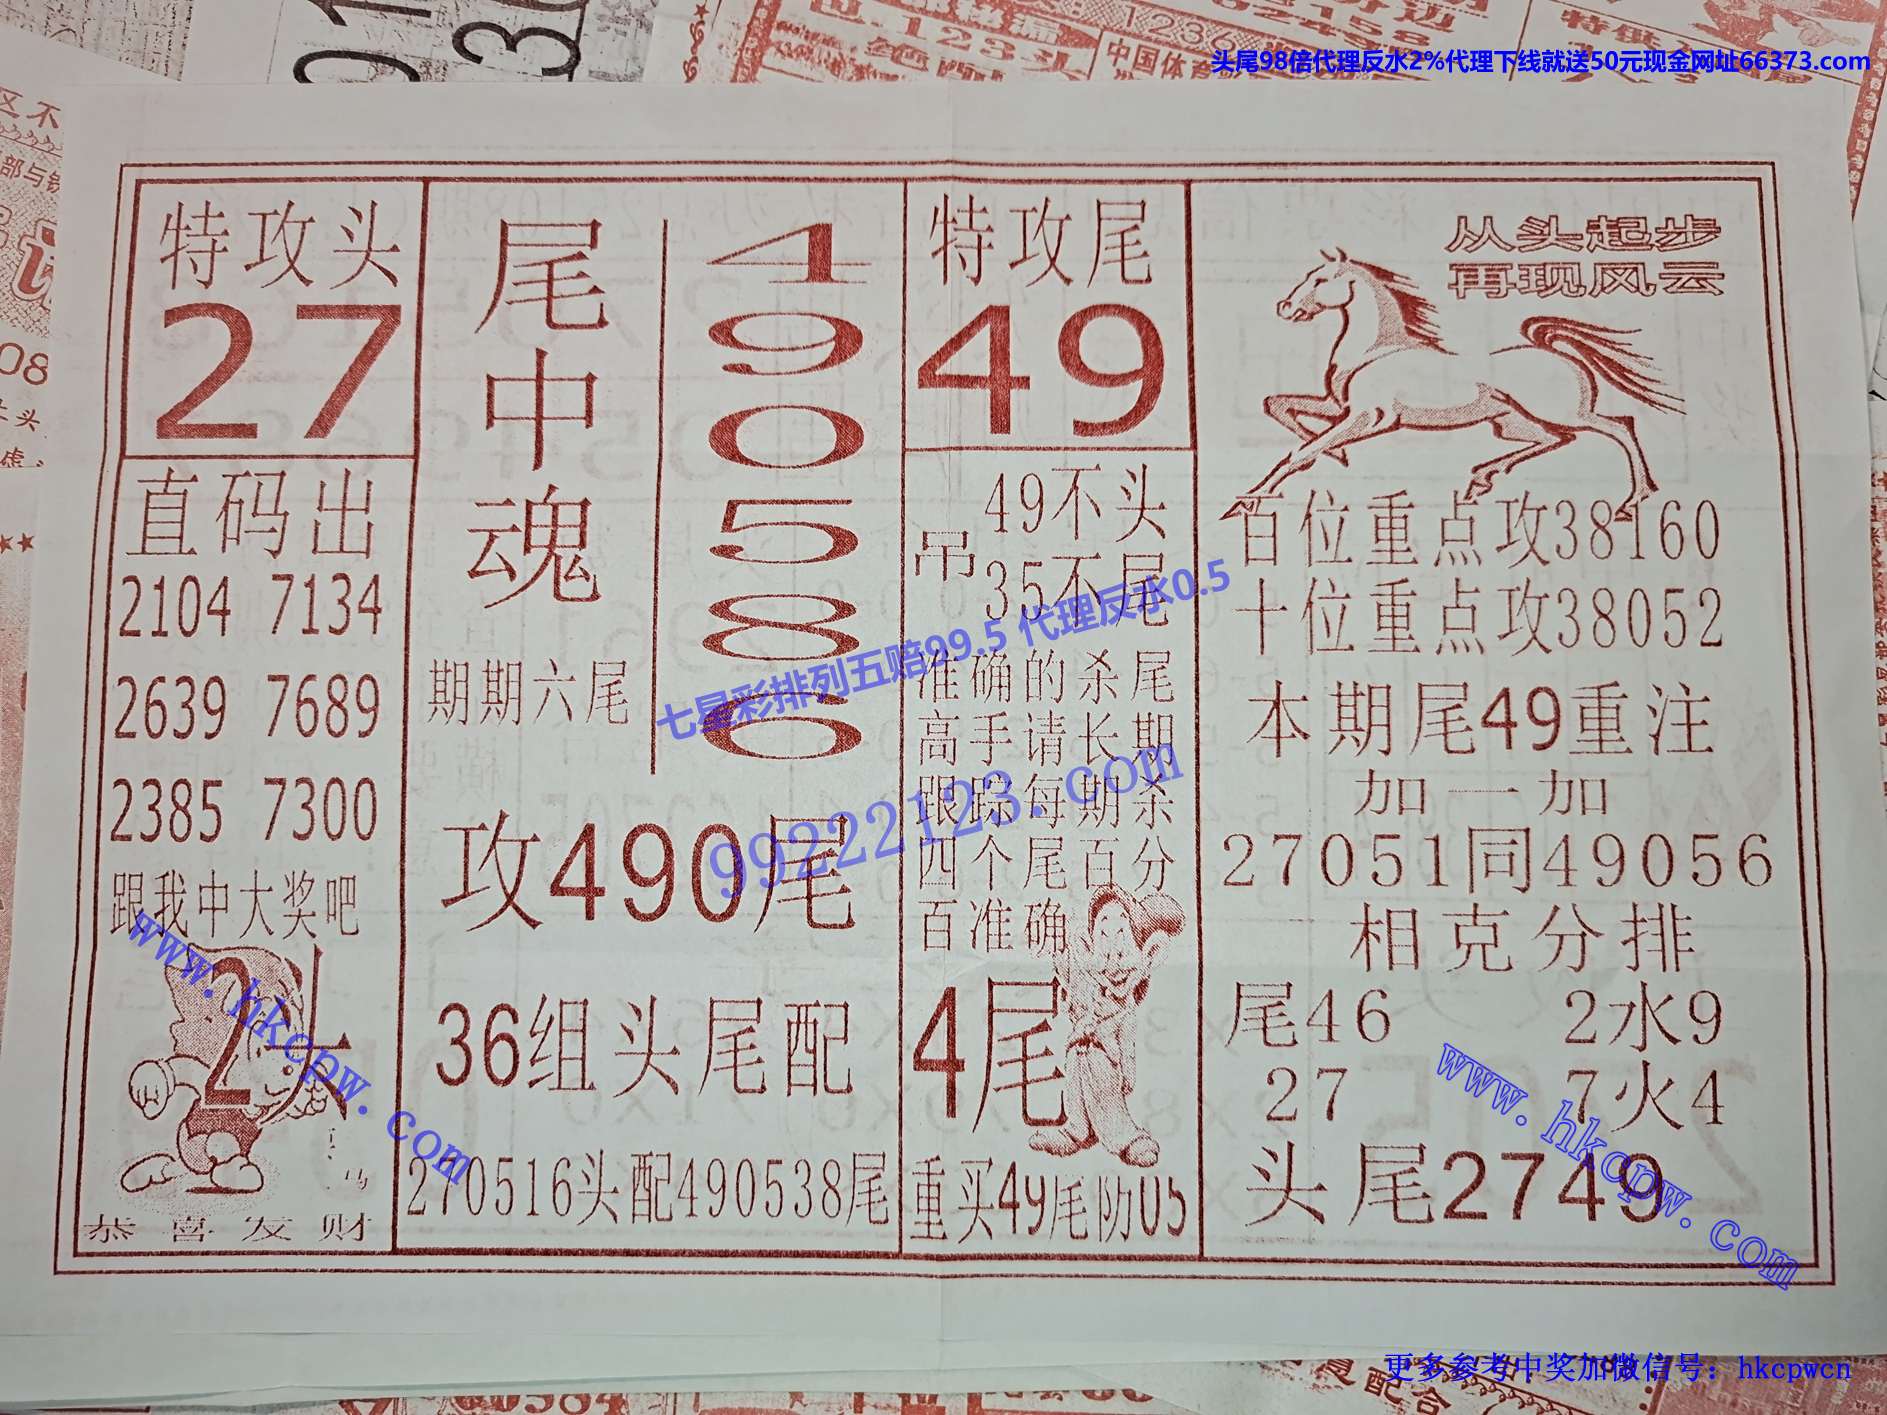 头尾98倍代理反水2%代理下线就送50元现金网址66373.com
特攻头
27
直码出
2104 7134
2639 7689
2385 7300
跟我中大奖吧
2头
恭喜发财
尾中魂
4
9
0
5
8
6
期期六尾
攻490尾
36组头尾配
270516头配490538尾
特攻尾
49
吊
49不头
35不尾
准确的杀尾
高手请长期
跟踪每期杀
四个尾百分
百准确
4尾
重买49尾防05
从头起步
再现风云
百位重点攻38160
十位重点攻38052
本期尾49重注
加一加
27051同49056
相克分排
尾46 2水9
27 7火4
头尾2749
七星彩排列五赔99.5 代理反水0.5
99222123.com
www.hkcpw.com
www.hkcpw.com
更多参考中奖加微信号：hkcpwcn